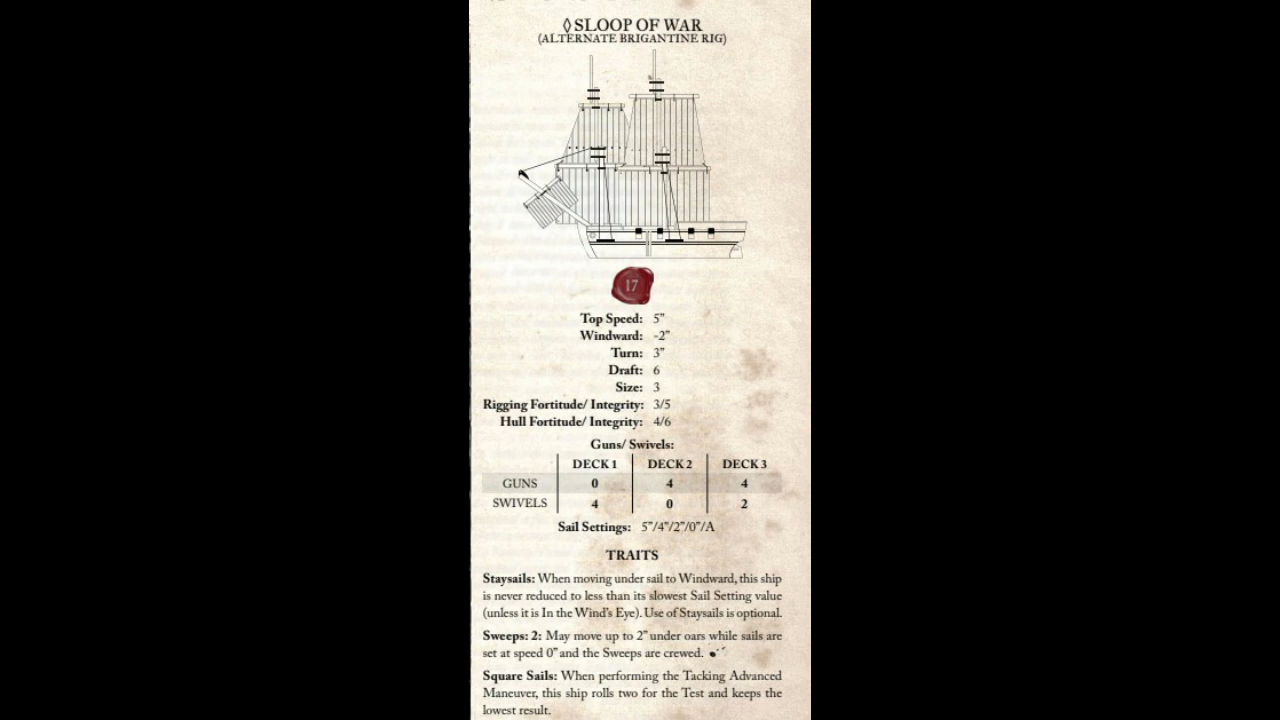 ◊ SLOOP OF WAR
(ALTERNATE BRIGANTINE RIG)
17
Top Speed: 5”
Windward: -2”
Turn: 3”
Draft: 6
Size: 3
Rigging Fortitude/ Integrity: 3/5
Hull Fortitude/ Integrity: 4/6
Guns/ Swivels:
DECK 1 DECK 2 DECK 3
GUNS 0 4 4
SWIVELS 4 0 2
Sail Settings: 5”/4”/2”/0”/A
TRAITS
Staysails: When moving under sail to Windward, this ship
is never reduced to less than its slowest Sail Setting value
(unless it is In the Wind’s Eye). Use of Staysails is optional.
Sweeps: 2: May move up to 2” under oars while sails are
set at speed 0” and the Sweeps are crewed.
Square Sails: When performing the Tacking Advanced
Maneuver, this ship rolls two for the Test and keeps the
lowest result.